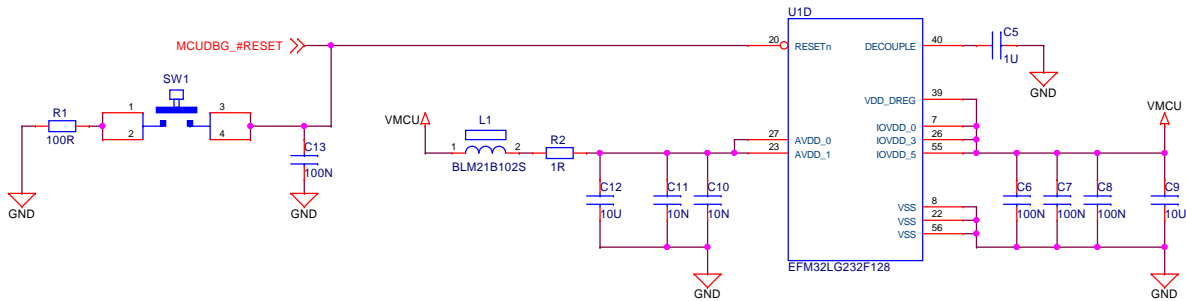 U1D
MCUDBG_#RESET
20
RESETn
DECOUPLE
40
C5
1U
GND
SW1
R1
100R
1
2
3
4
C13
100N
GND
GND
VMCU
L1
1
2
BLM21B102S
R2
1R
27
23
AVDD_0
AVDD_1
VDD_DREG
39
IOVDD_0
7
IOVDD_3
26
IOVDD_5
55
VMCU
C12
10U
C11
10N
C10
10N
GND
VSS
8
VSS
22
VSS
56
C6
100N
C7
100N
C8
100N
C9
10U
GND
EFM32LG232F128